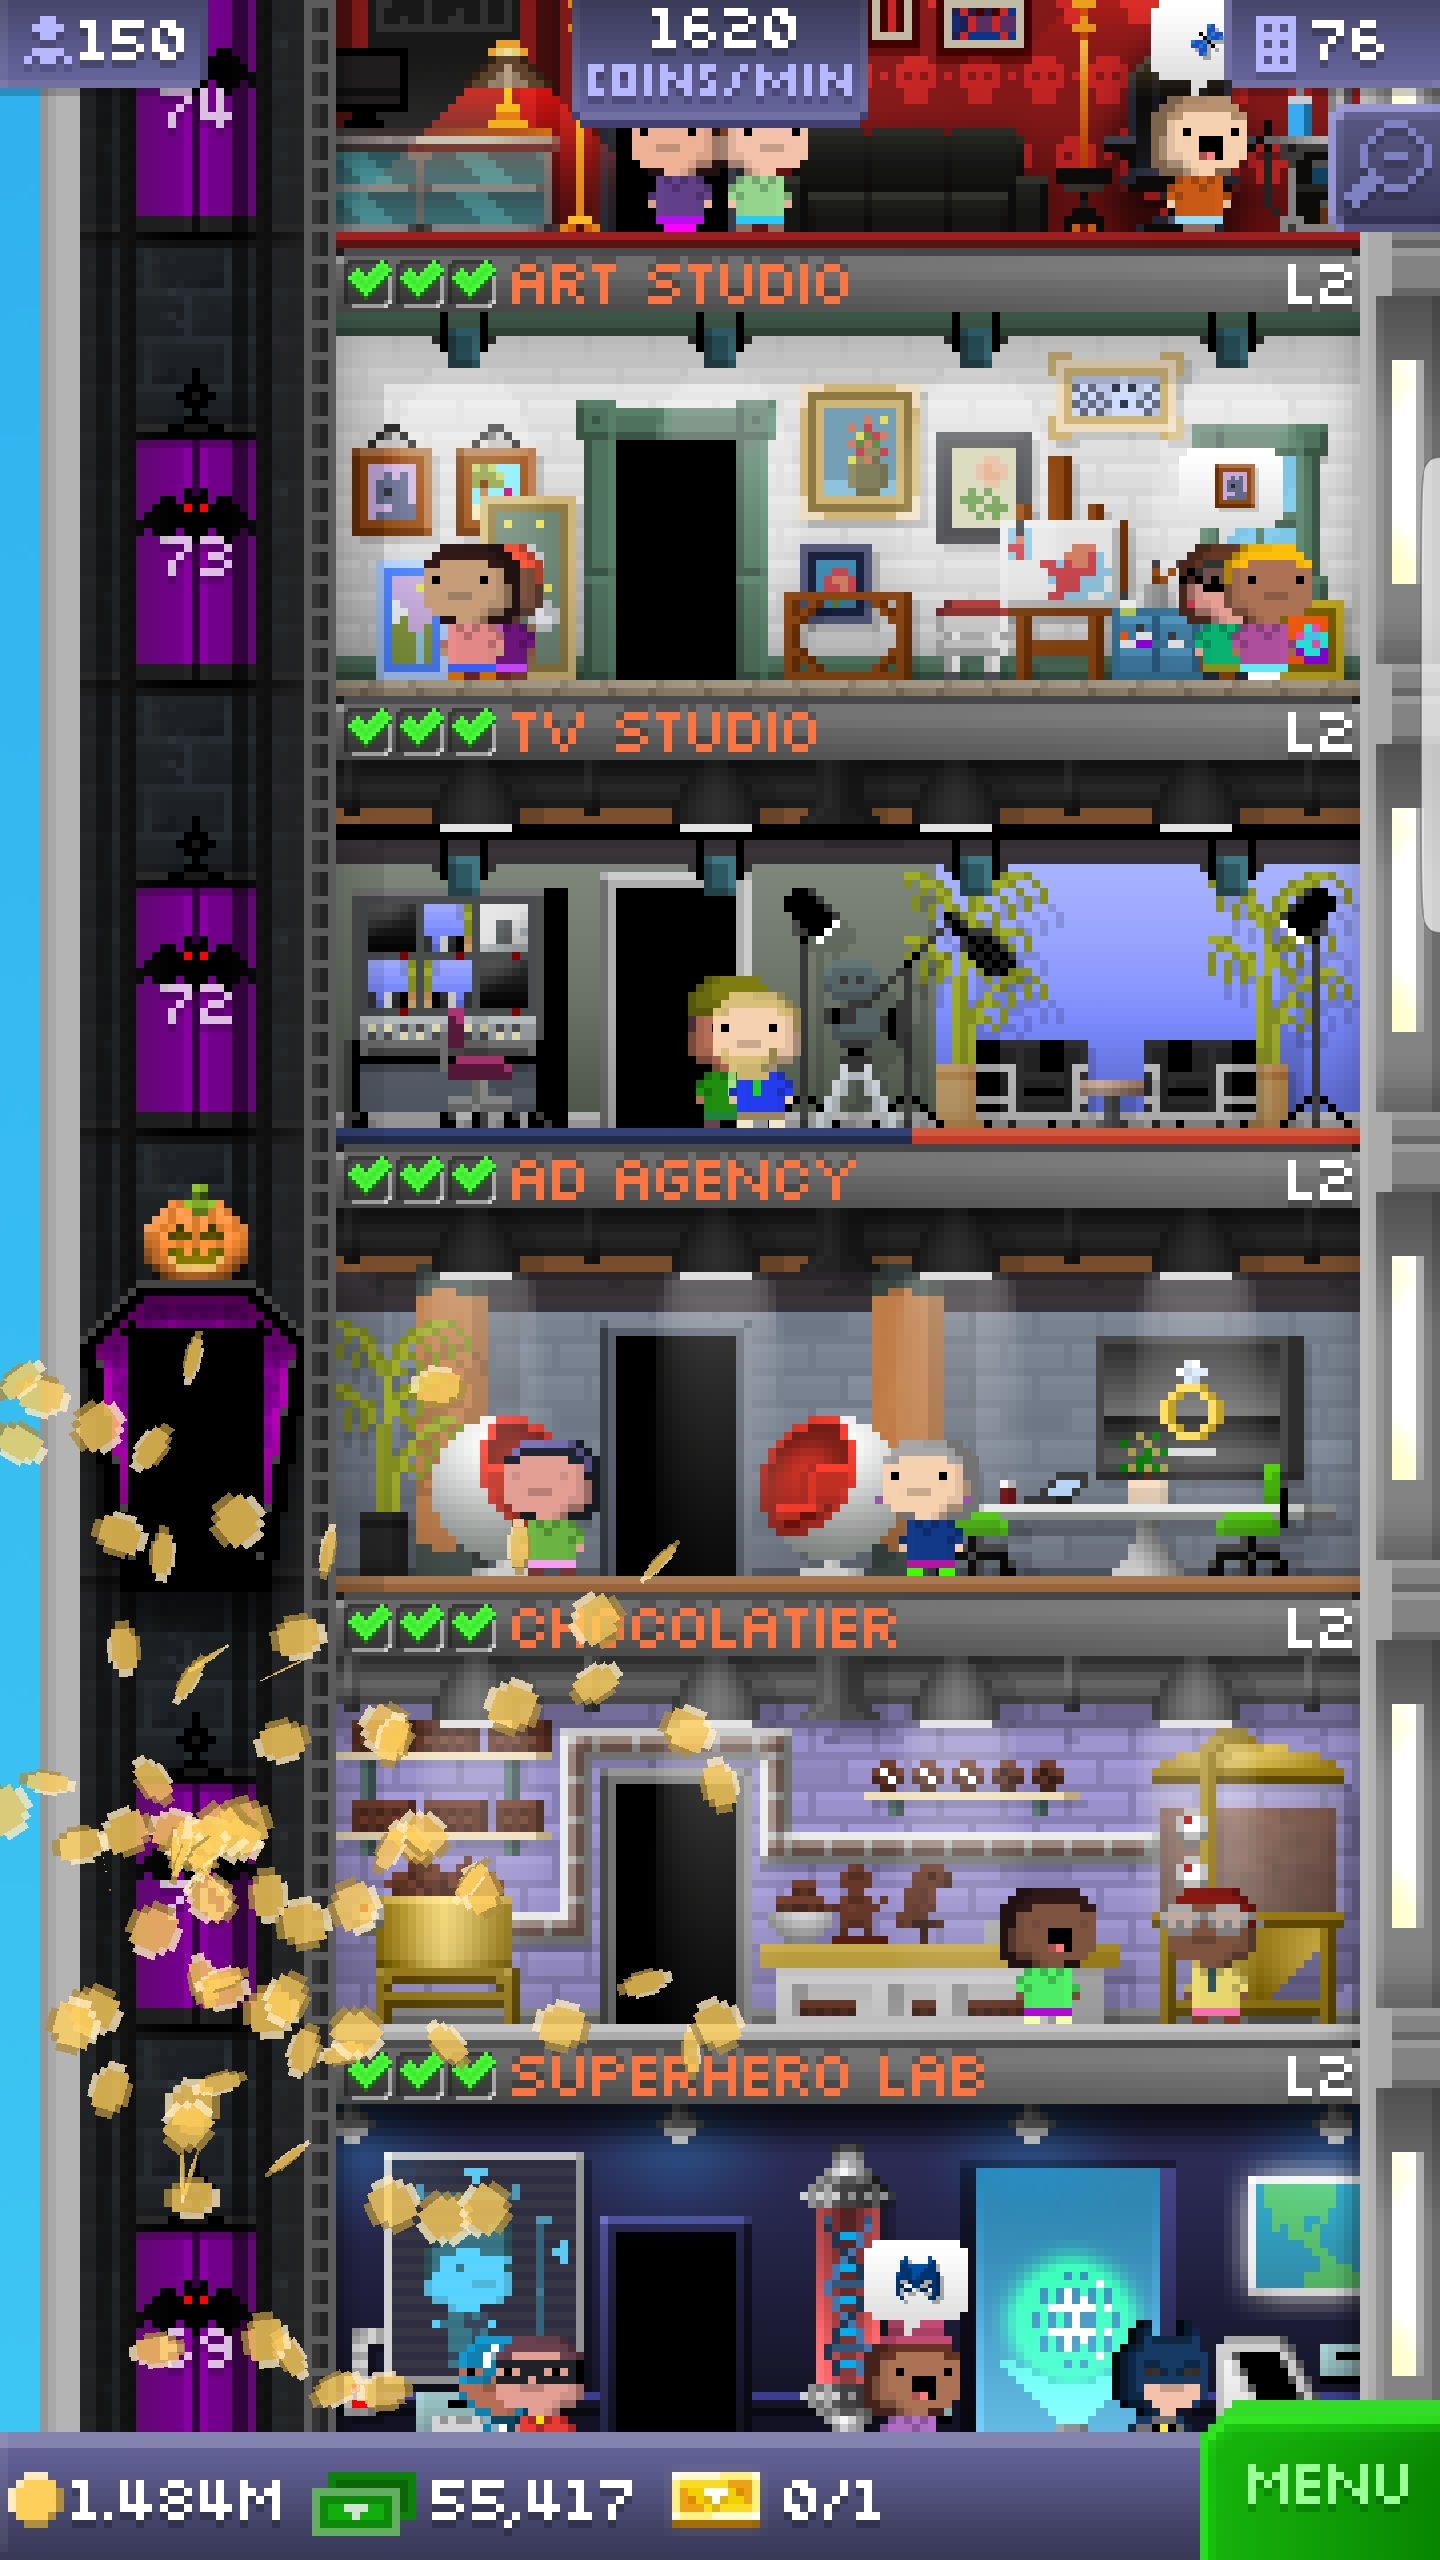 150
1620
COINS/MIN
76
74
ART STUDIO
L2
73
TV STUDIO
L2
72
AD AGENCY
L2
CHOCOLATIER
L2
SUPERHERO LAB
L2
69
1.484M
55,417
0/1
MENU